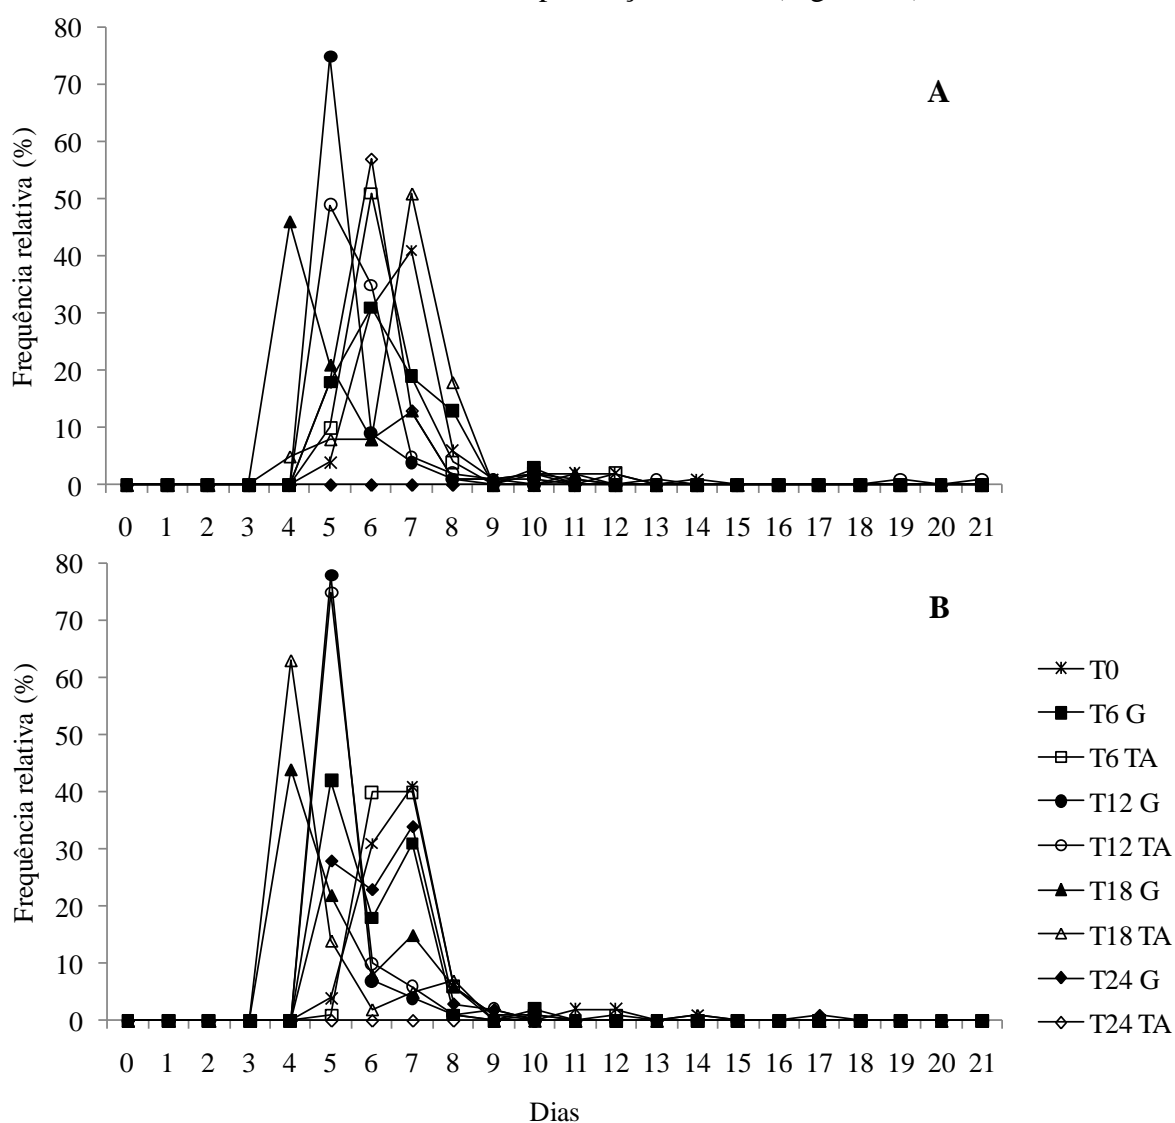 80
70
60
50
40
30
20
10
0
Frequência relativa (%)
A
0 1 2 3 4 5 6 7 8 9 10 11 12 13 14 15 16 17 18 19 20 21
80
70
60
50
40
30
20
10
0
Frequência relativa (%)
B
0 1 2 3 4 5 6 7 8 9 10 11 12 13 14 15 16 17 18 19 20 21
Dias
T0
T6 G
T6 TA
T12 G
T12 TA
T18 G
T18 TA
T24 G
T24 TA